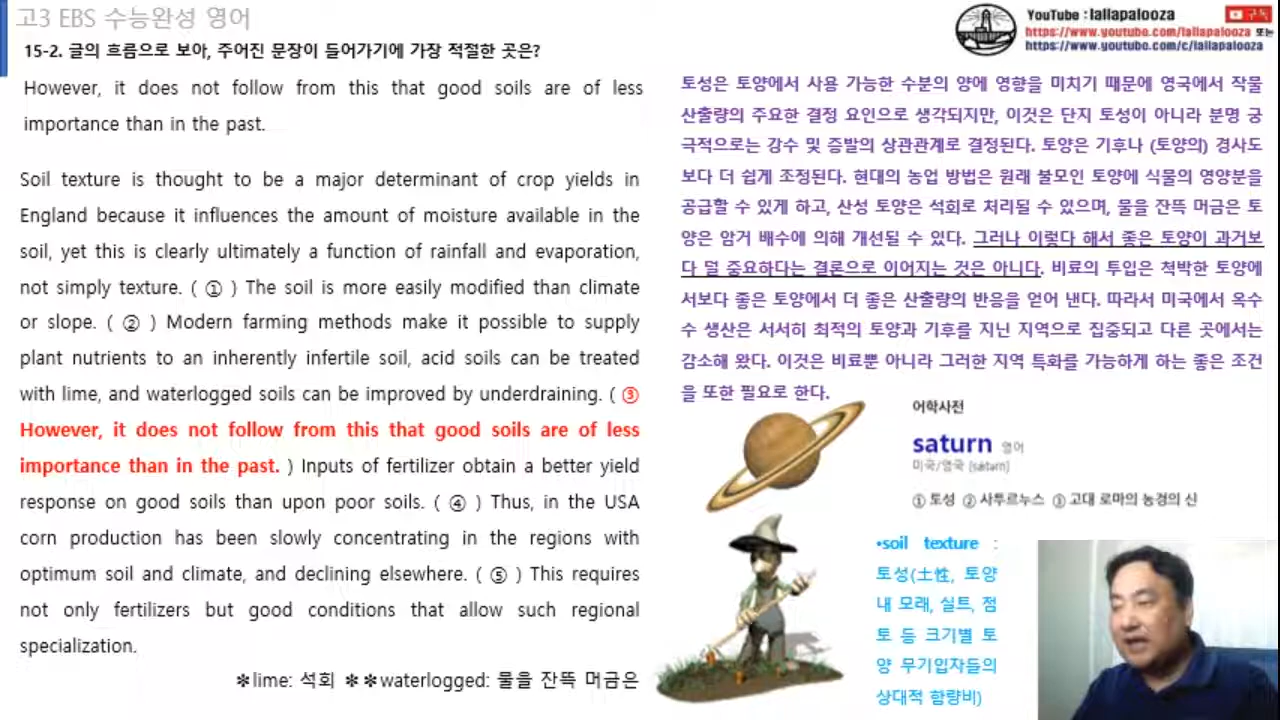 고3 EBS 수능완성 영어
15-2. 글의 흐름으로 보아, 주어진 문장이 들어가기에 가장 적절한 곳은?
However, it does not follow from this that good soils are of less
importance than in the past.
Soil texture is thought to be a major determinant of crop yields in
England because it influences the amount of moisture available in the
soil, yet this is clearly ultimately a function of rainfall and evaporation,
not simply texture. ( ① ) The soil is more easily modified than climate
or slope. ( ② ) Modern farming methods make it possible to supply
plant nutrients to an inherently infertile soil, acid soils can be treated
with lime, and waterlogged soils can be improved by underdraining. ( ③
However, it does not follow from this that good soils are of less
importance than in the past. ) Inputs of fertilizer obtain a better yield
response on good soils than upon poor soils. ( ④ ) Thus, in the USA
corn production has been slowly concentrating in the regions with
optimum soil and climate, and declining elsewhere. ( ⑤ ) This requires
not only fertilizers but good conditions that allow such regional
specialization.
*lime: 석회 **waterlogged: 물을 잔뜩 머금은
YouTube : lallapalooza 구독
https://www.youtube.com/lallapalooza 또는
https://www.youtube.com/c/lallapalooza
토성은 토양에서 사용 가능한 수분의 양에 영향을 미치기 때문에 영국에서 작물
산출량의 주요한 결정 요인으로 생각되지만, 이것은 단지 토성이 아니라 분명 궁
극적으로는 강수 및 증발의 상관관계로 결정된다. 토양은 기후나 (토양의) 경사도
보다 더 쉽게 조정된다. 현대의 농업 방법은 원래 불모인 토양에 식물의 영양분을
공급할 수 있게 하고, 산성 토양은 석회로 처리될 수 있으며, 물을 잔뜩 머금은 토
양은 암거 배수에 의해 개선될 수 있다. 그러나 이렇다 해서 좋은 토양이 과거보
다 덜 중요하다는 결론으로 이어지는 것은 아니다. 비료의 투입은 척박한 토양에
서보다 좋은 토양에서 더 좋은 산출량의 반응을 얻어 낸다. 따라서 미국에서 옥수
수 생산은 서서히 최적의 토양과 기후를 지닌 지역으로 집중되고 다른 곳에서는
감소해 왔다. 이것은 비료뿐 아니라 그러한 지역 특화를 가능하게 하는 좋은 조건
을 또한 필요로 한다.
어학사전
saturn 영어
미국/영국 [sǽtərn]
① 토성 ② 사투르누스 ③ 고대 로마의 농경의 신
•soil texture :
토성(土性, 토양
내 모래, 실트, 점
토 등 크기별 토
양 무기입자들의
상대적 함량비)